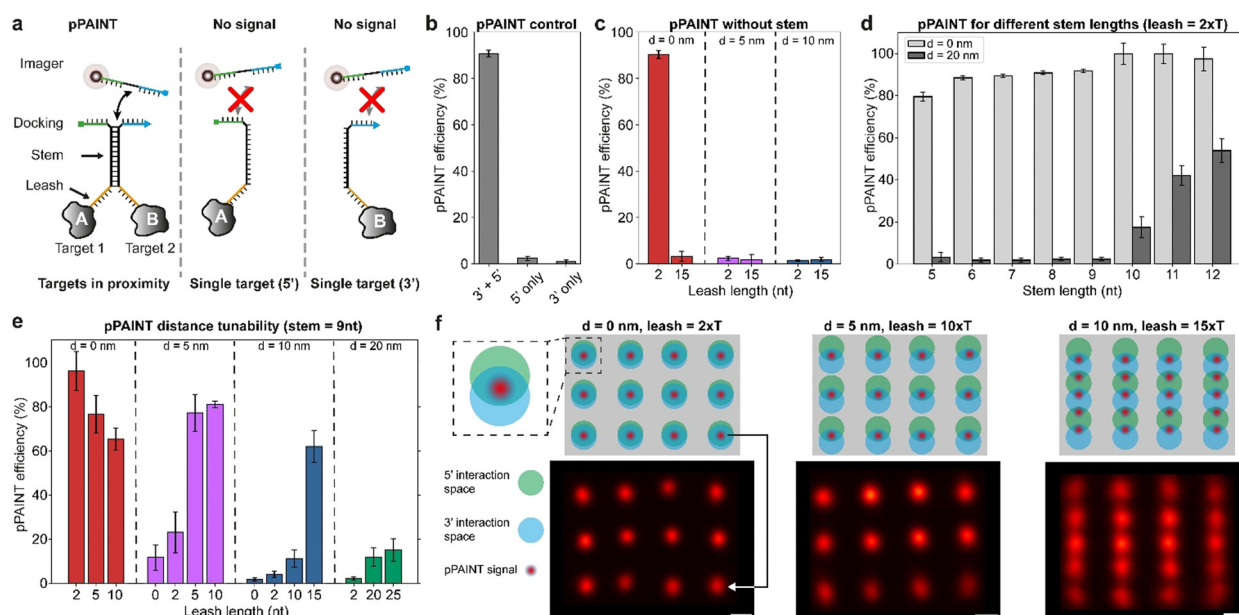 a
pPAINT
No signal
No signal
Imager
Docking
Stem
Leash
A
B
A
B
Target 1
Target 2
Targets in proximity
Single target (5')
Single target (3')
b
pPAINT control
pPAINT efficiency (%)
100
80
60
40
20
0
3' + 5'
5' only
3' only
c
pPAINT without stem
d = 0 nm
d = 5 nm
d = 10 nm
pPAINT efficiency (%)
100
80
60
40
20
0
2 15
2 15
2 15
Leash length (nt)
d
pPAINT for different stem lengths (leash = 2xT)
d = 0 nm
d = 20 nm
pPAINT efficiency (%)
100
80
60
40
20
0
5 6 7 8 9 10 11 12
Stem length (nt)
e
pPAINT distance tunability (stem = 9nt)
d = 0 nm
d = 5 nm
d = 10 nm
d = 20 nm
pPAINT efficiency (%)
100
80
60
40
20
0
2 5 10
0 2 5 10
0 2 10 15
2 20 25
Leash length (nt)
f
d = 0 nm, leash = 2xT
d = 5 nm, leash = 10xT
d = 10 nm, leash = 15xT
5' interaction
space
3' interaction
space
pPAINT signal